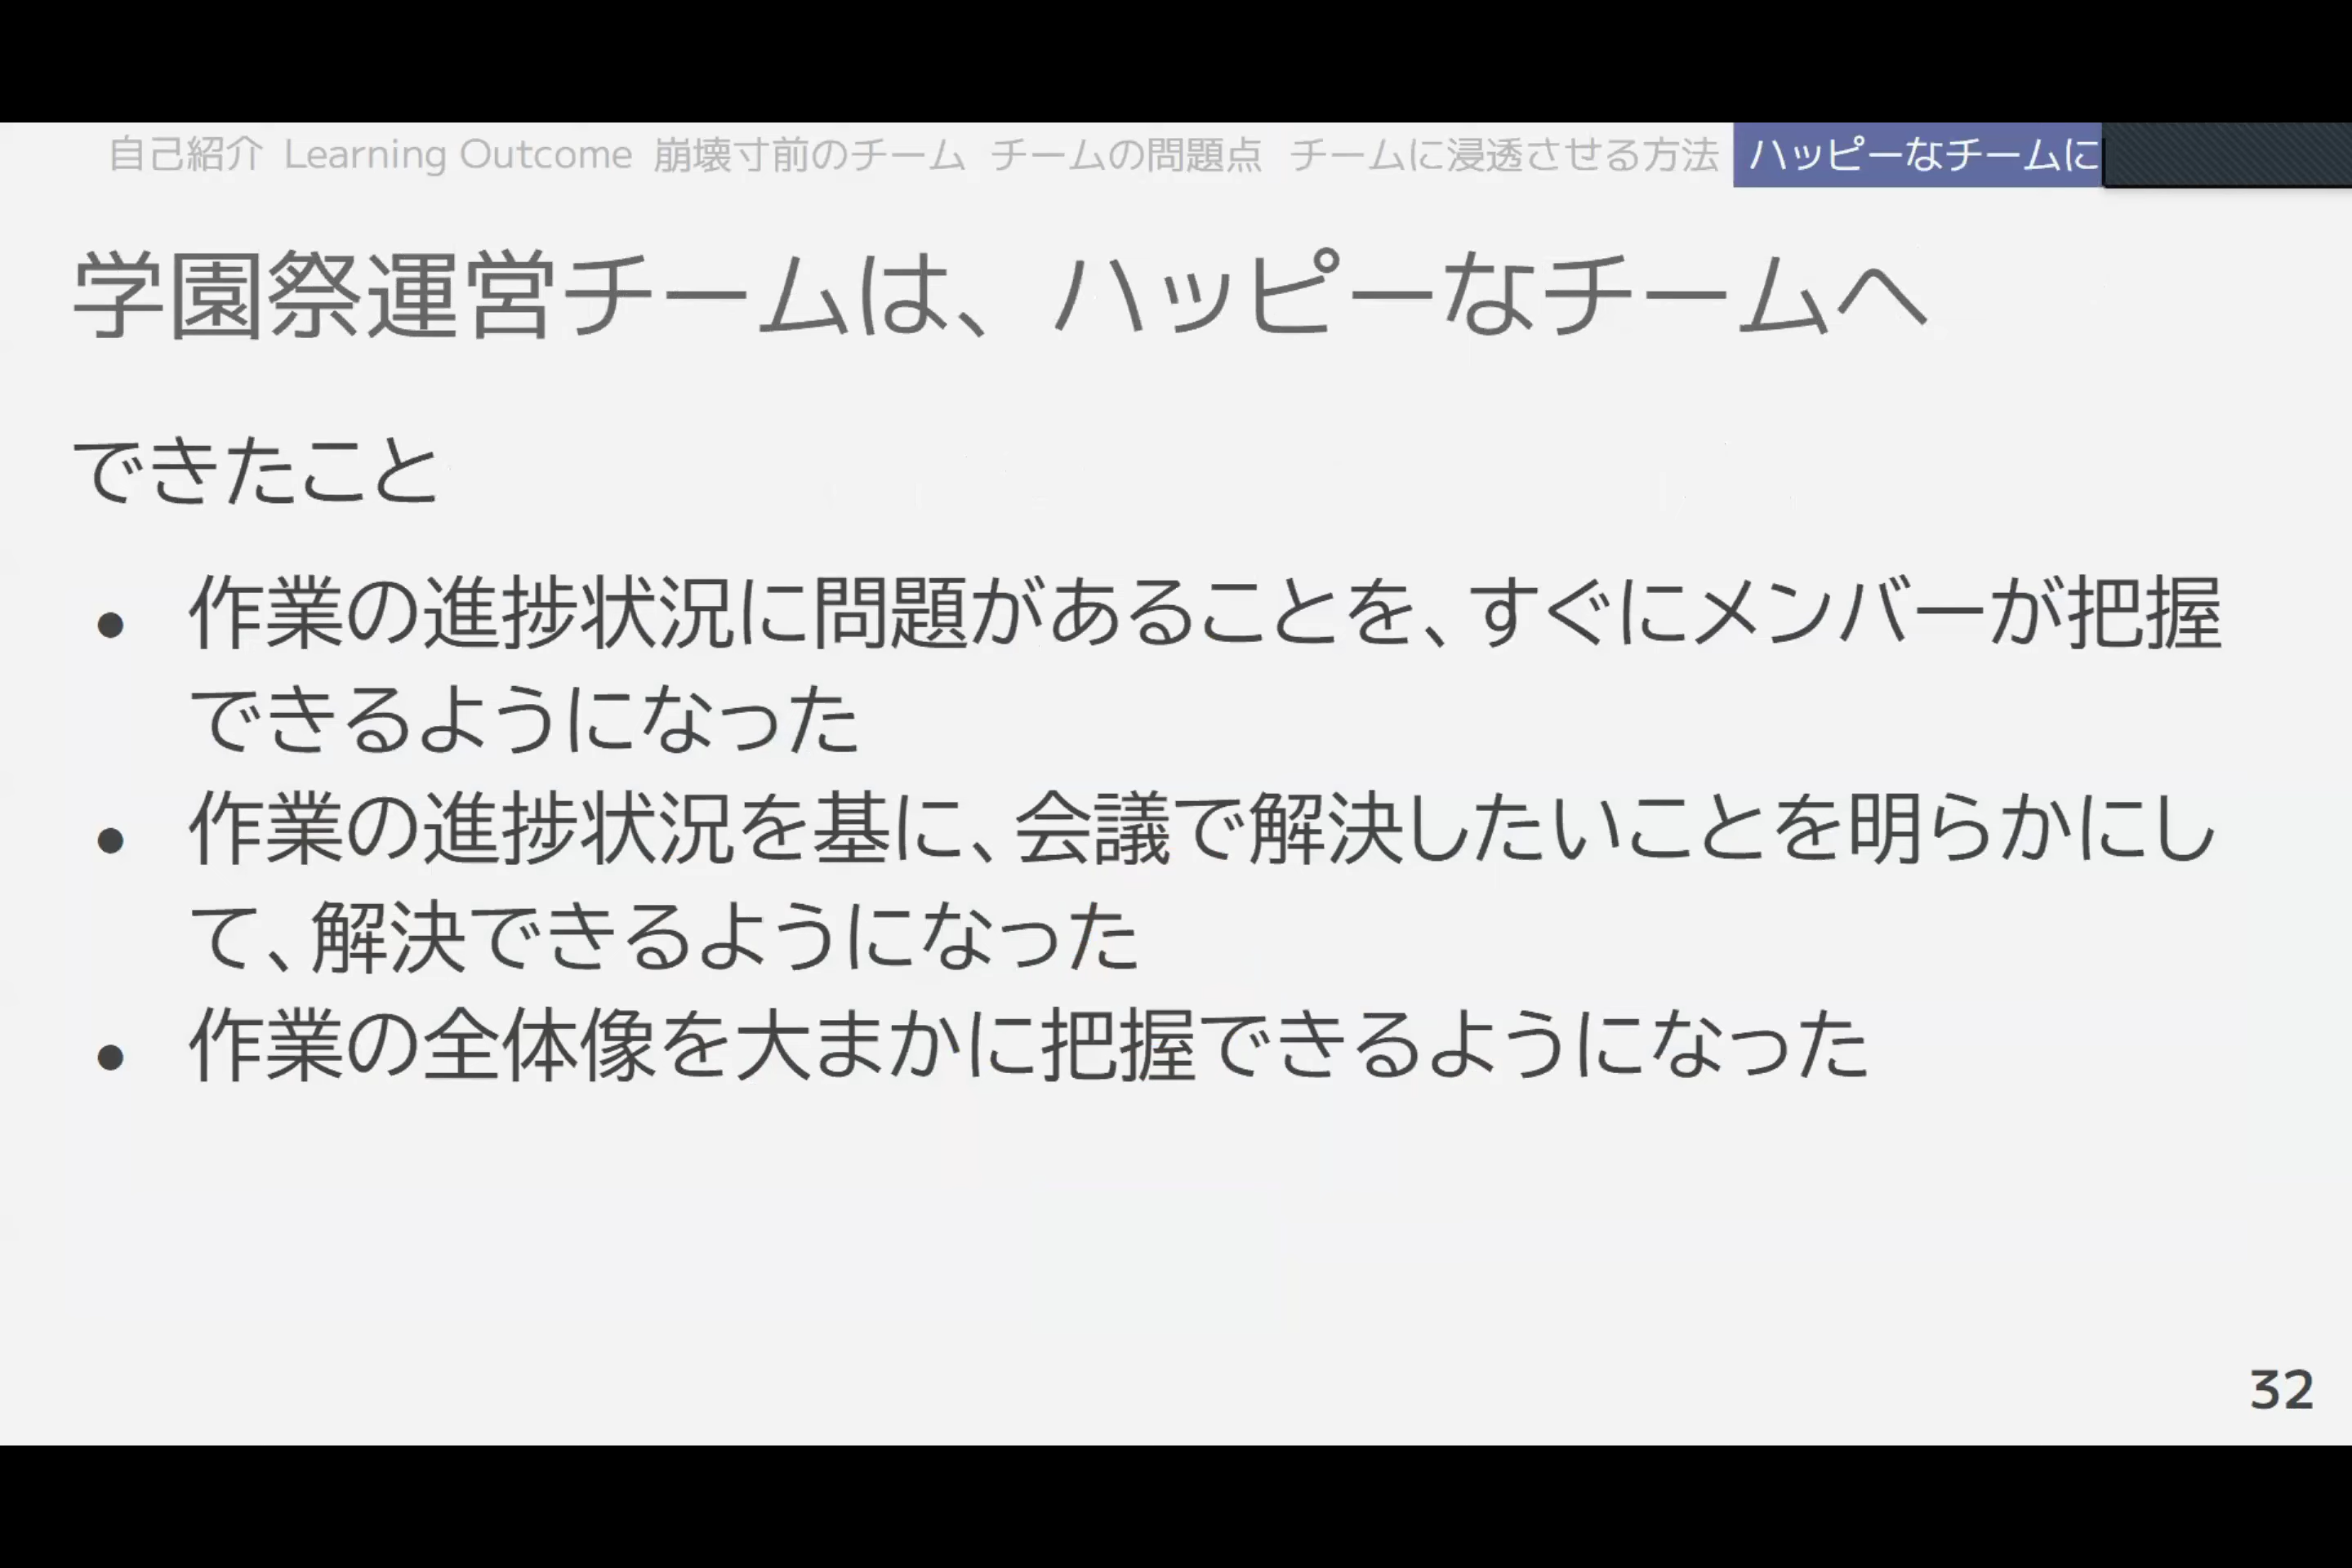 自己紹介 Learning Outcome 崩壊寸前のチーム チームの問題点 チームに浸透させる方法 ハッピーなチームに
学園祭運営チームは、ハッピーなチームへ
できたこと
● 作業の進捗状況に問題があることを、すぐにメンバーが把握
できるようになった
● 作業の進捗状況を基に、会議で解決したいことを明らかにし
て、解決できるようになった
● 作業の全体像を大まかに把握できるようになった
32